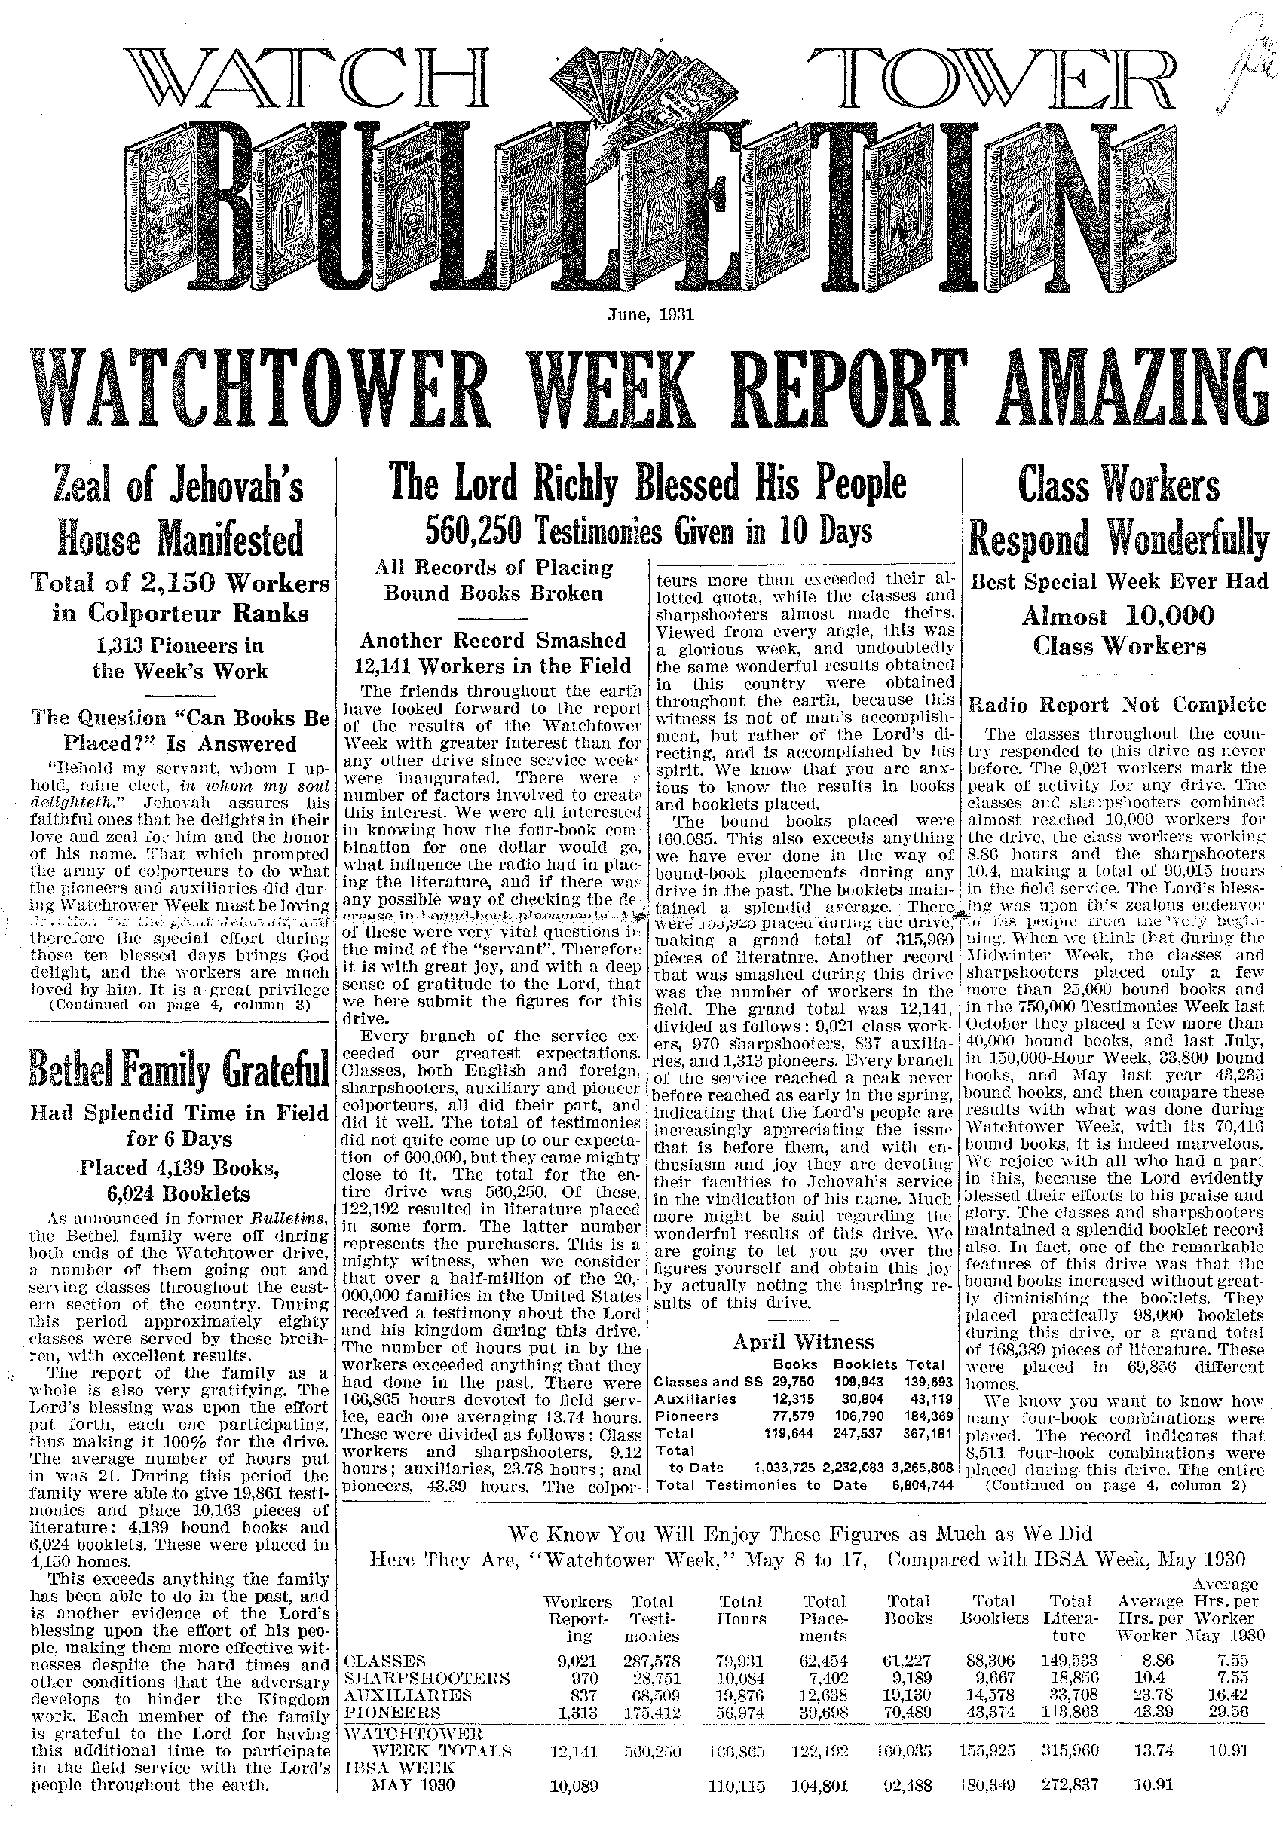 WATCH TOWER
BULLETIN
June, 1931
WATCHTOWER WEEK REPORT AMAZING
Zeal of Jehovah's
House Manifested
Total of 2,150 Workers
in Colporteur Ranks
1,313 Pioneers in
the Week's Work
The Question "Can Books Be
Placed?" Is Answered
"Behold my servant, whom I up-
hold, mine elect, in whom my soul
delighteth." Jehovah assures his
faithful ones that he delights in their
love and zeal for him and the honor
of his name. That which prompted
the army of colporteurs to do what
the pioneers and auxiliaries did dur-
ing Watchtower Week must be loving
therefore the special effort during
those ten blessed days brings God
delight, and the workers are much
loved by him. It is a great privilege
(Continued on page 4, column 3)
Bethel Family Grateful
Had Splendid Time in Field
for 6 Days
Placed 4,139 Books,
6,024 Booklets
As announced in former Bulletins,
the Bethel family were off during
both ends of the Watchtower drive,
a number of them going out and
serving classes throughout the east-
ern section of the country. During
this period approximately eighty
classes were served by these breth-
ren, with excellent results.
The report of the family as a
whole is also very gratifying. The
Lord's blessing was upon the effort
put forth, each one participating,
thus making it 100% for the drive.
The average number of hours put
in was 21. During this period the
family were able to give 19,861 testi-
monies and place 10,163 pieces of
literature: 4,139 bound books and
6,024 booklets. These were placed in
4,150 homes.
This exceeds anything the family
has been able to do in the past, and
is another evidence of the Lord's
blessing upon the effort of his peo-
ple, making them more effective wit-
nesses despite the hard times and
other conditions that the adversary
develops to hinder the Kingdom
work. Each member of the family
is grateful to the Lord for having
this additional time to participate
in the field service with the Lord's
people throughout the earth.
The Lord Richly Blessed His People
560,250 Testimonies Given in 10 Days
All Records of Placing
Bound Books Broken
Another Record Smashed
12,141 Workers in the Field
The friends throughout the earth
have looked forward to the report
of the results of the Watchtower
Week with greater interest than for
any other drive since service weeks
were inaugurated. There were a
number of factors involved to create
this interest. We were all interested
in knowing how the four-book com-
bination for one dollar would go,
what influence the radio had in plac-
ing the literature, and if there was
any possible way of checking the de-
crease in bound-book placements. All
of these were very vital questions in
the mind of the "servant". Therefore
it is with great joy, and with a deep
sense of gratitude to the Lord, that
we here submit the figures for this
drive.
Every branch of the service ex-
ceeded our greatest expectations.
Classes, both English and foreign,
sharpshooters, auxiliary and pioneer
colporteurs, all did their part, and
did it well. The total of testimonies
did not quite come up to our expecta-
tion of 600,000, but they came mighty
close to it. The total for the en-
tire drive was 560,250. Of these,
122,192 resulted in literature placed
in some form. The latter number
represents the purchasers. This is a
mighty witness, when we consider
that over a half-million of the 20,-
000,000 families in the United States
received a testimony about the Lord
and his kingdom during this drive.
The number of hours put in by the
workers exceeded anything that they
had done in the past. There were
166,865 hours devoted to field serv-
ice, each one averaging 13.74 hours.
These were divided as follows: Class
workers and sharpshooters, 9.12
hours; auxiliaries, 23.78 hours; and
pioneers, 43.39 hours. The colpor-
teurs more than exceeded their al-
lotted quota, while the classes and
sharpshooters almost made theirs.
Viewed from every angle, this was
a glorious week, and undoubtedly
the same wonderful results obtained
in this country were obtained
throughout the earth, because this
witness is not of man's accomplish-
ment, but rather of the Lord's di-
recting, and is accomplished by his
spirit. We know that you are anx-
ious to know the results in books
and booklets placed.
The bound books placed were
160,035. This also exceeds anything
we have ever done in the way of
bound-book placements during any
drive in the past. The booklets main-
tained a splendid average. There
were 155,925 placed during the drive,
making a grand total of 315,960
pieces of literature. Another record
that was smashed during this drive
was the number of workers in the
field. The grand total was 12,141,
divided as follows: 9,021 class work-
ers, 970 sharpshooters, 837 auxilia-
ries, and 1,313 pioneers. Every branch
of the service reached a peak never
before reached as early in the spring,
indicating that the Lord's people are
increasingly appreciating the issue
that is before them, and with en-
thusiasm and joy they are devoting
their faculties to Jehovah's service
in the vindication of his name. Much
more might be said regarding the
wonderful results of this drive. We
are going to let you go over the
figures yourself and obtain this joy
by actually noting the inspiring re-
sults of this drive.
April Witness
Books Booklets Total
Classes and SS 29,750 109,943 139,693
Auxiliaries 12,315 30,804 43,119
Pioneers 77,579 106,790 184,369
Total 119,644 247,537 367,181
Total
to Date 1,033,725 2,232,083 3,265,808
Total Testimonies to Date 6,804,744
Class Workers
Respond Wonderfully
Best Special Week Ever Had
Almost 10,000
Class Workers
Radio Report Not Complete
The classes throughout the coun-
try responded to this drive as never
before. The 9,021 workers mark the
peak of activity for any drive. The
classes and sharpshooters combined
almost reached 10,000 workers for
the drive, the class workers working
8.86 hours and the sharpshooters
10.4, making a total of 90,015 hours
in the field service. The Lord's bless-
ing was upon this zealous endeavor
of his people from the very begin-
ning. When we think that during the
Midwinter Week, the classes and
sharpshooters placed only a few
more than 25,000 bound books and
in the 750,000 Testimonies Week last
October they placed a few more than
40,000 bound books, and last July,
in 150,000-Hour Week, 33,800 bound
books, and May last year 43,235
bound books, and then compare these
results with what was done during
Watchtower Week, with its 70,416
bound books, it is indeed marvelous.
We rejoice with all who had a part
in this, because the Lord evidently
blessed their efforts to his praise and
glory. The classes and sharpshooters
maintained a splendid booklet record
also. In fact, one of the remarkable
features of this drive was that the
bound books increased without great-
ly diminishing the booklets. They
placed practically 98,000 booklets
during this drive, or a grand total
of 168,389 pieces of literature. These
were placed in 69,856 different
homes.
We know you want to know how
many four-book combinations were
placed. The record indicates that
8,511 four-book combinations were
placed during this drive. The entire
(Continued on page 4, column 2)
We Know You Will Enjoy These Figures as Much as We Did
Here They Are, "Watchtower Week," May 8 to 17, Compared with IBSA Week, May 1930
Average
Workers Total Total Total Total Total Total Average Hrs. per
Report- Testi- Hours Place- Books Booklets Litera- Hrs. per Worker
ing monies ments ture Worker May 1930
CLASSES 9,021 287,578 79,931 62,454 61,227 88,306 149,533 8.86 7.55
SHARPSHOOTERS 970 28,751 10,084 7,402 9,189 9,667 18,856 10.4 7.55
AUXILIARIES 837 68,509 19,876 12,638 19,130 14,578 33,708 23.78 16.42
PIONEERS 1,313 175,412 56,974 39,698 70,489 43,374 113,863 43.39 29.56
WATCHTOWER
WEEK TOTALS 12,141 560,250 166,865 122,192 160,035 155,925 315,960 13.74 10.91
IBSA WEEK
MAY 1930 10,089 110,115 104,801 92,488 180,349 272,837 10.91